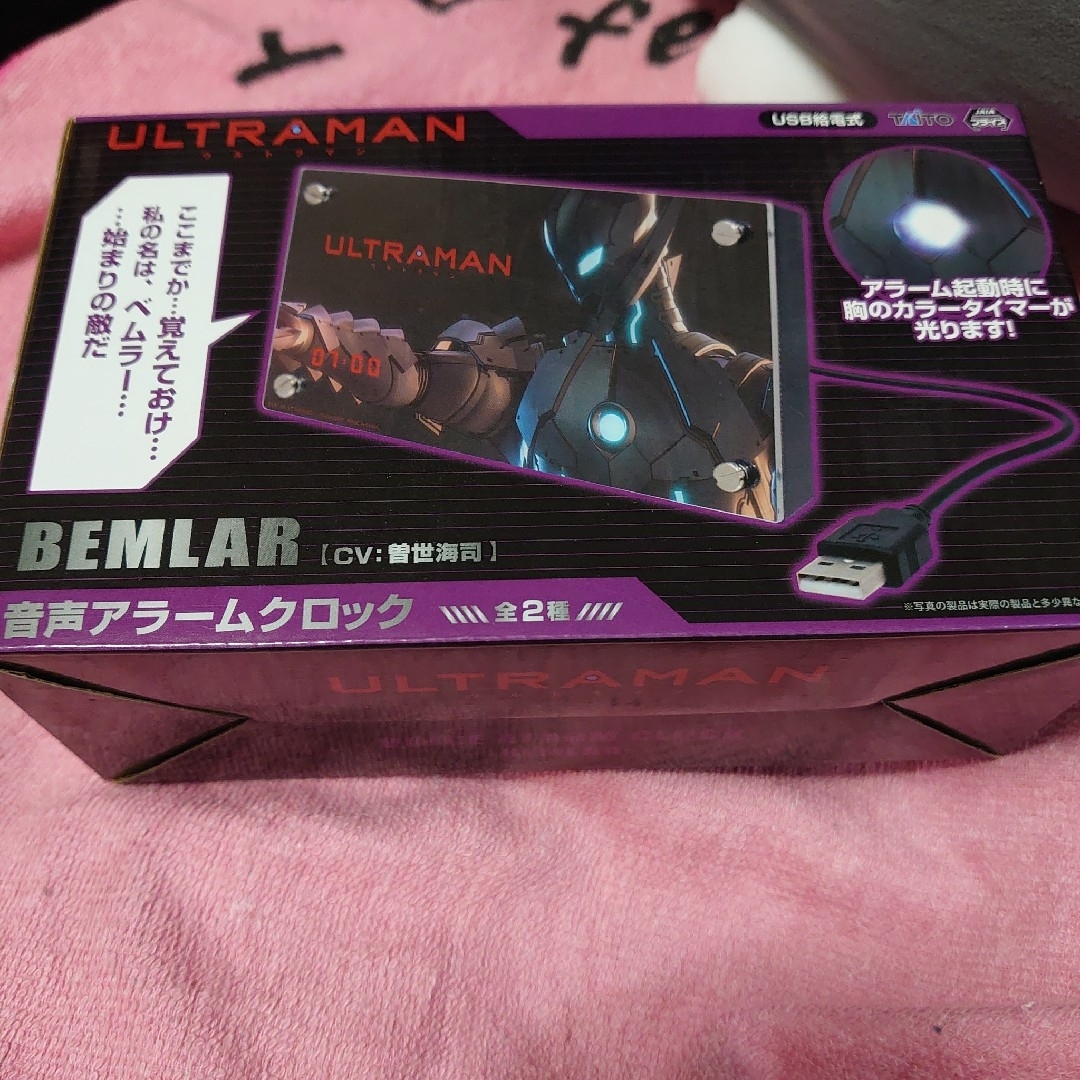 ULTRAMAN
ウルトラマン
USB給電式
TAITO
JAIA
プライズ
ここまでか…覚えておけ…
私の名は、ベムラー…
…始まりの敵だ
ULTRAMAN
01:00
アラーム起動時に
胸のカラータイマーが
光ります!
BEMLAR
【CV:曽世海司】
音声アラームクロック
全2種
※写真の製品は実際の製品と多少異な
ULTRAMAN